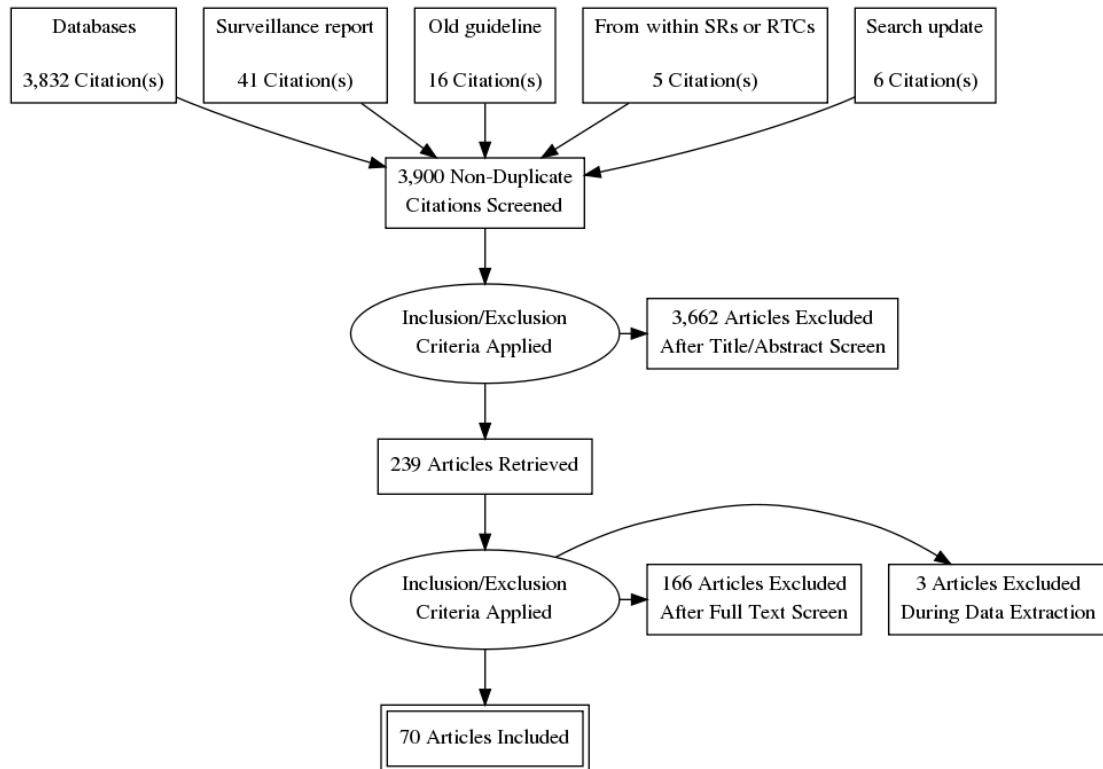 Databases
3,832 Citation(s)
Surveillance report
41 Citation(s)
Old guideline
16 Citation(s)
From within SRs or RTCs
5 Citation(s)
Search update
6 Citation(s)
3,900 Non-Duplicate
Citations Screened
Inclusion/Exclusion
Criteria Applied
3,662 Articles Excluded
After Title/Abstract Screen
239 Articles Retrieved
Inclusion/Exclusion
Criteria Applied
166 Articles Excluded
After Full Text Screen
3 Articles Excluded
During Data Extraction
70 Articles Included